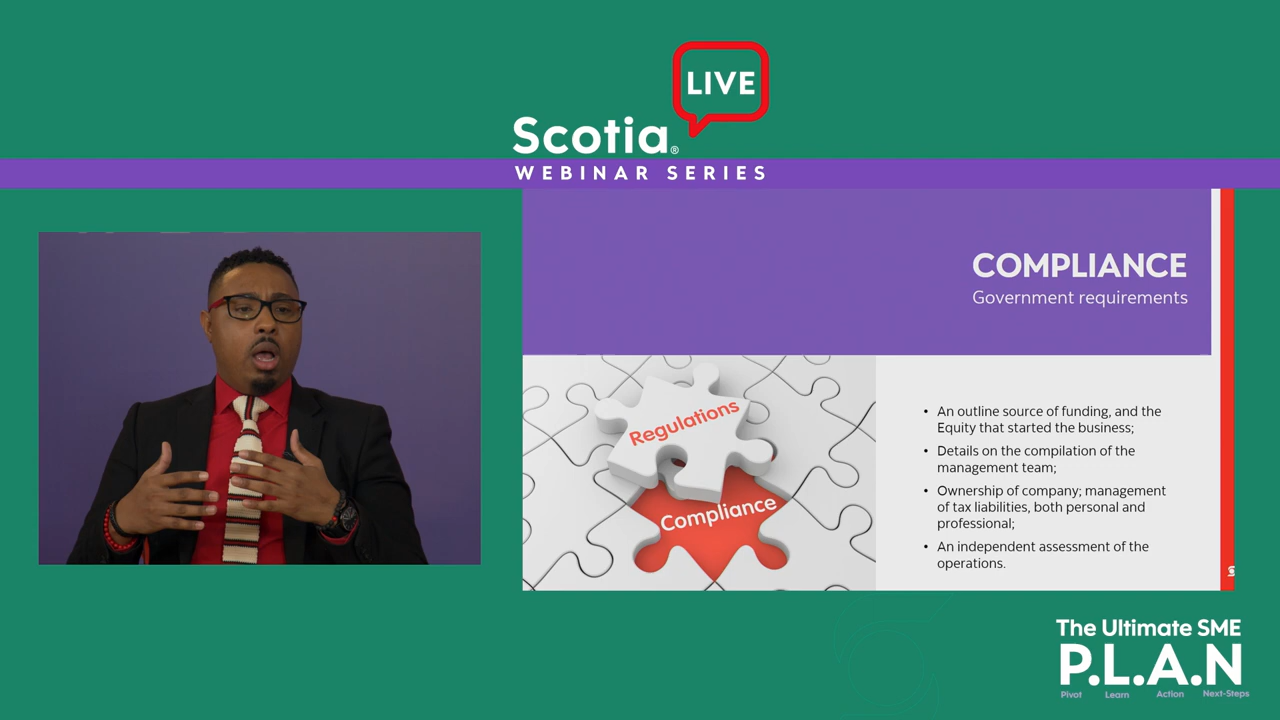 LIVE
Scotia®
WEBINAR SERIES
COMPLIANCE
Government requirements
Regulations
Compliance
• An outline source of funding, and the
Equity that started the business;
• Details on the compilation of the
management team;
• Ownership of company; management
of tax liabilities, both personal and
professional;
• An independent assessment of the
operations.
The Ultimate SME
P.L.A.N
Pivot Learn Action Next-Steps